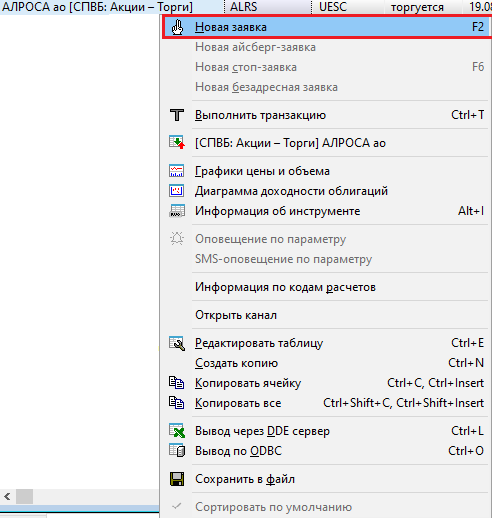 АЛРОСА ао [СПВБ: Акции – Торги] ALRS UESC торгуется 19.08
Новая заявка F2
Новая айсберг-заявка
Новая стоп-заявка F6
Новая безадресная заявка
Выполнить транзакцию Ctrl+T
[СПВБ: Акции – Торги] АЛРОСА ао
Графики цены и объема
Диаграмма доходности облигаций
Информация об инструменте Alt+I
Оповещение по параметру
SMS-оповещение по параметру
Информация по кодам расчетов
Открыть канал
Редактировать таблицу Ctrl+E
Создать копию Ctrl+N
Копировать ячейку Ctrl+C, Ctrl+Insert
Копировать все Ctrl+Shift+C, Ctrl+Shift+Insert
Вывод через DDE сервер Ctrl+L
Вывод по ODBC Ctrl+O
Сохранить в файл
Сортировать по умолчанию